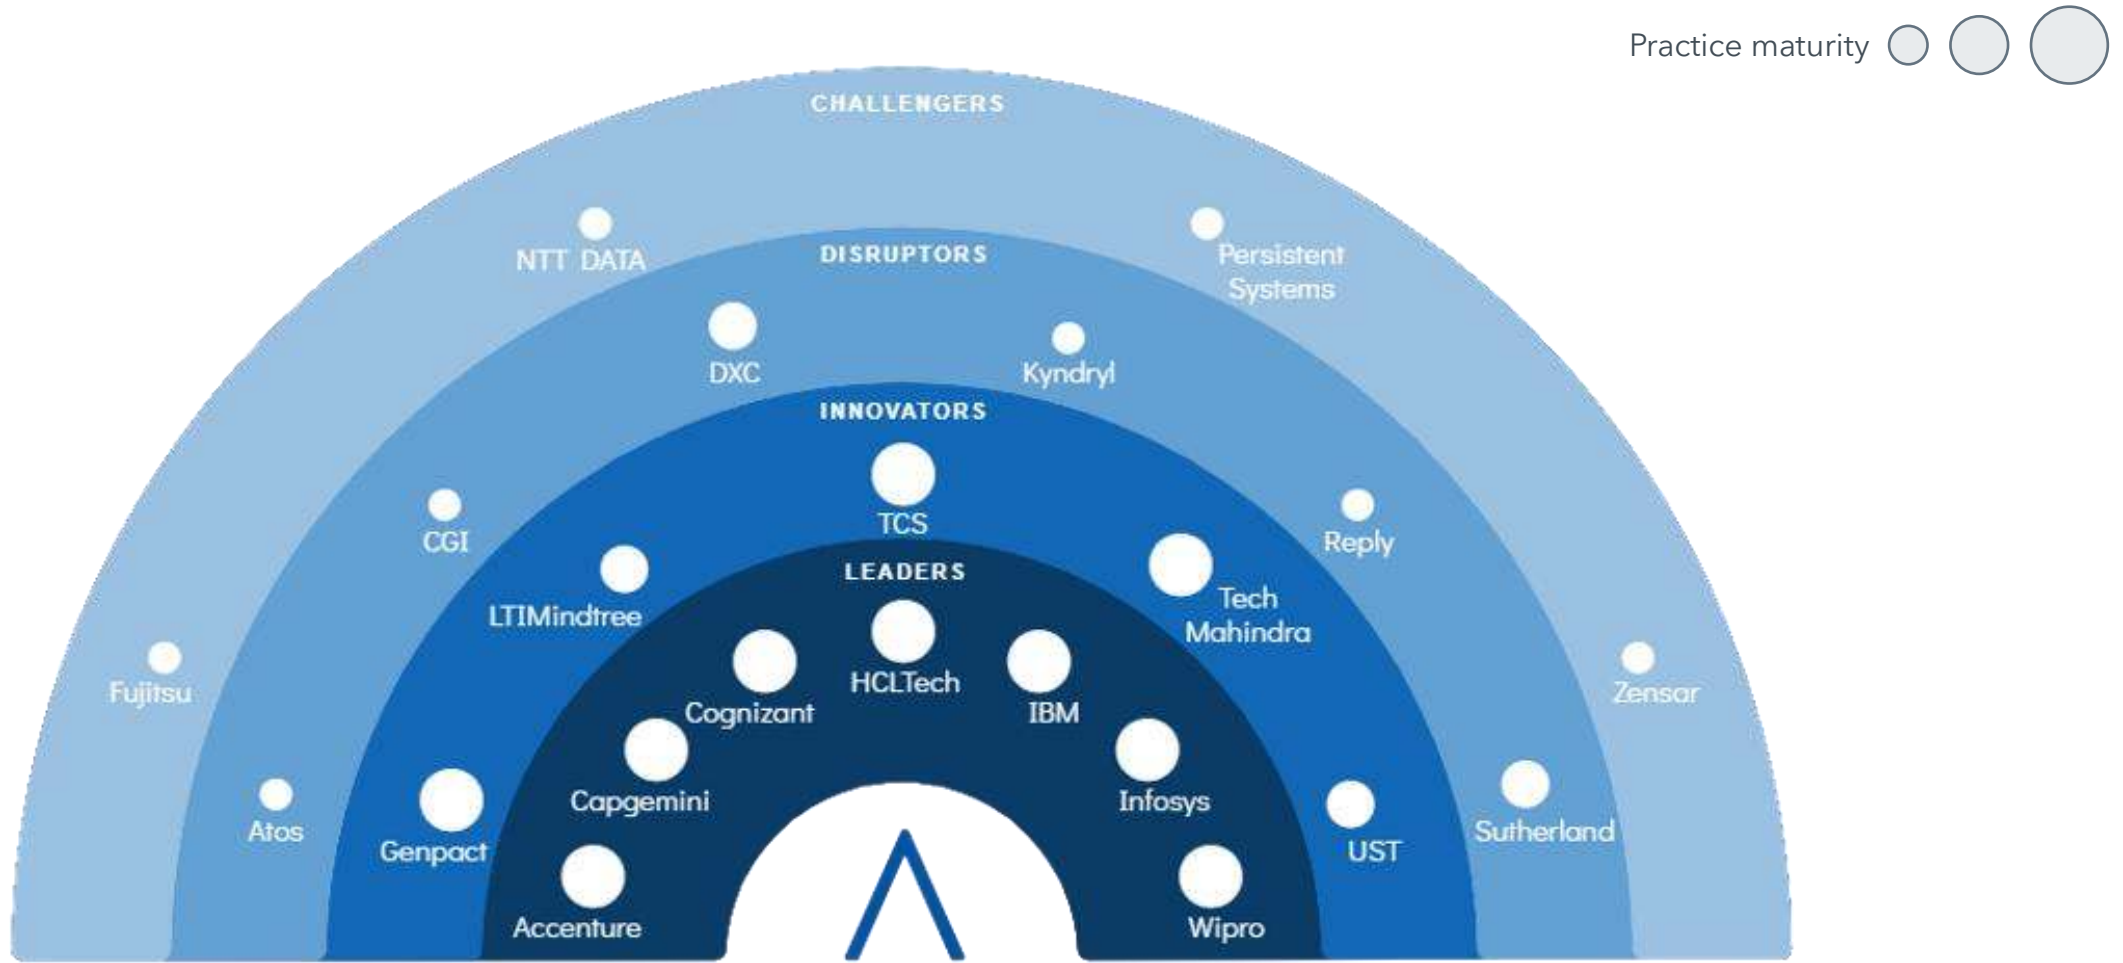 Practice maturity
CHALLENGERS
NTT DATA
Persistent
Systems
DISRUPTORS
DXC
Kyndryl
INNOVATORS
TCS
CGI
Reply
LTIMindtree
Tech
Mahindra
LEADERS
HCLTech
Cognizant
IBM
Fujitsu
Zensar
Capgemini
Infosys
Atos
Genpact
UST
Sutherland
Accenture
Wipro